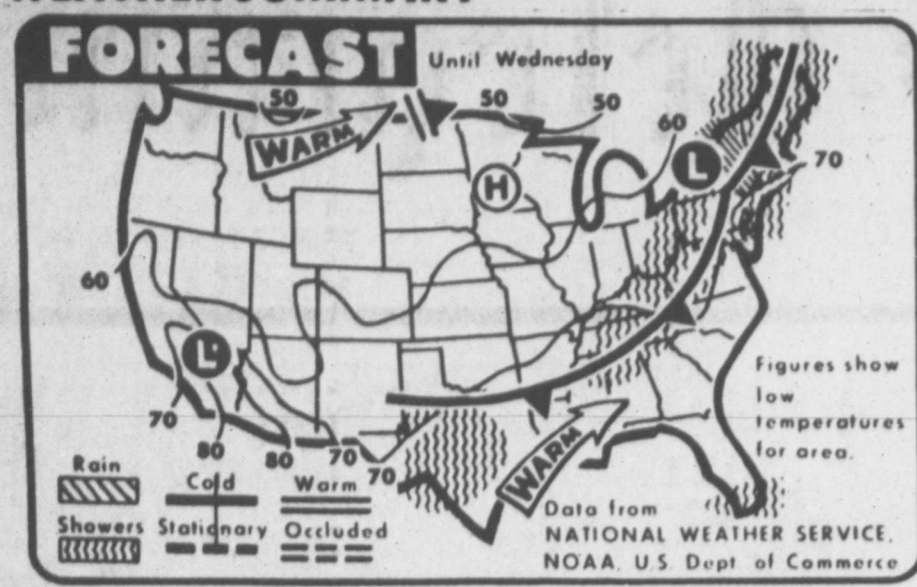 FORECAST
Until Wednesday
50
50
50
WARM
60
L
70
H
60
L
Figures show
low
temperatures
for area.
70
80
80
70
70
WARM
Rain
Cold
Warm
Showers
Stationary
Occluded
Data from
NATIONAL WEATHER SERVICE,
NOAA, U.S. Dept. of Commerce